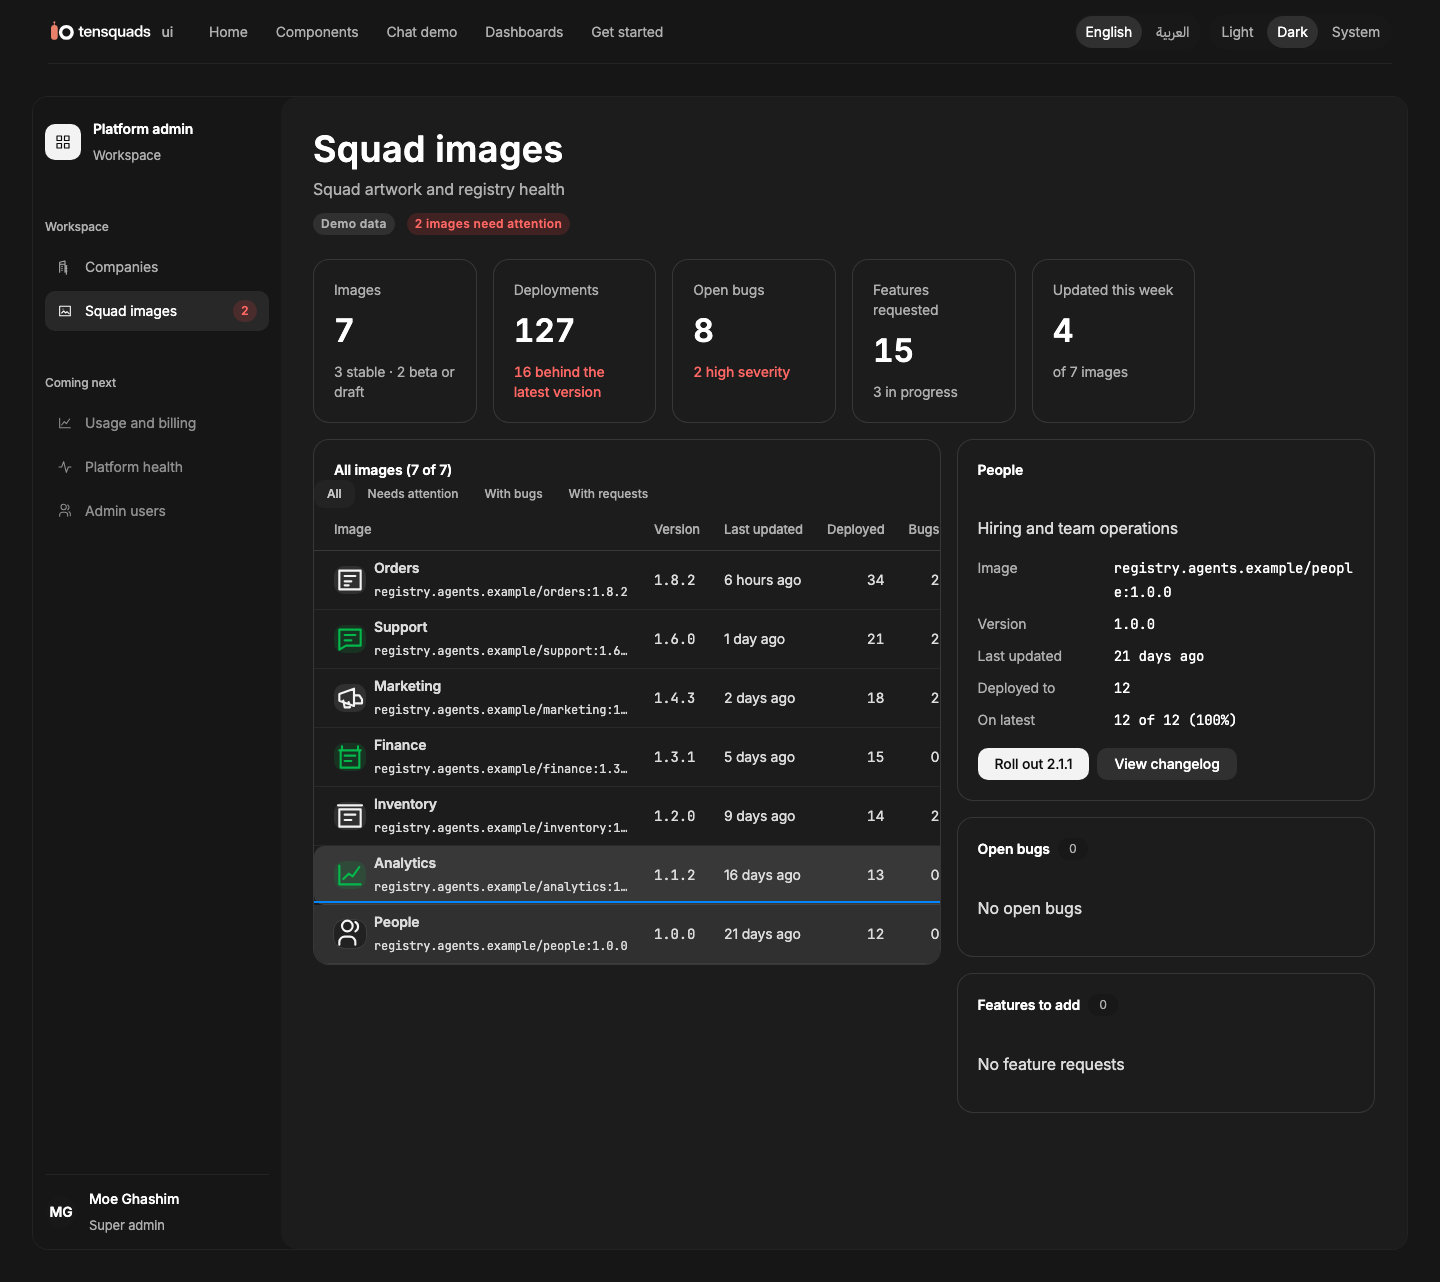 tensquads ui
Home
Components
Chat demo
Dashboards
Get started
English
العربية
Light
Dark
System
Platform admin
Workspace
Workspace
Companies
Squad images 2
Coming next
Usage and billing
Platform health
Admin users
Moe Ghashim
MG
Super admin
Squad images
Squad artwork and registry health
Demo data
2 images need attention
Images
7
3 stable · 2 beta or
draft
Deployments
127
16 behind the
latest version
Open bugs
8
2 high severity
Features
requested
15
3 in progress
Updated this week
4
of 7 images
All images (7 of 7)
All
Needs attention
With bugs
With requests
Image Version Last updated Deployed Bugs
Orders
registry.agents.example/orders:1.8.2
1.8.2 6 hours ago 34 2
Support
registry.agents.example/support:1.6…
1.6.0 1 day ago 21 2
Marketing
registry.agents.example/marketing:1…
1.4.3 2 days ago 18 2
Finance
registry.agents.example/finance:1.3…
1.3.1 5 days ago 15 0
Inventory
registry.agents.example/inventory:1…
1.2.0 9 days ago 14 2
Analytics
registry.agents.example/analytics:1…
1.1.2 16 days ago 13 0
People
registry.agents.example/people:1.0.0
1.0.0 21 days ago 12 0
People
Hiring and team operations
Image registry.agents.example/peopl
e:1.0.0
Version 1.0.0
Last updated 21 days ago
Deployed to 12
On latest 12 of 12 (100%)
Roll out 2.1.1
View changelog
Open bugs 0
No open bugs
Features to add 0
No feature requests